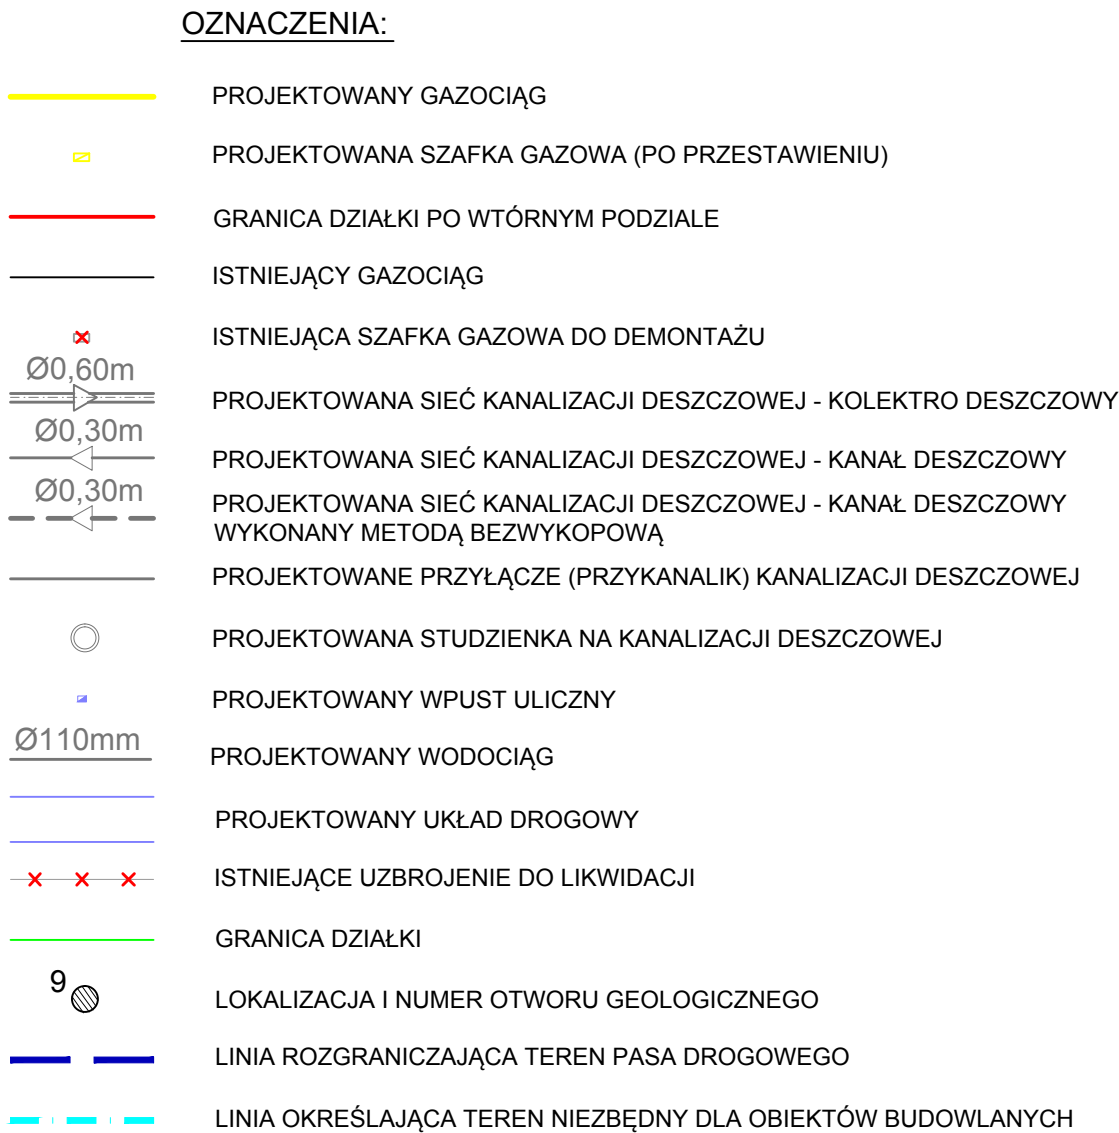 OZNACZENIA:
PROJEKTOWANY GAZOCIĄG
PROJEKTOWANA SZAFKA GAZOWA (PO PRZESTAWIENIU)
GRANICA DZIAŁKI PO WTÓRNYM PODZIALE
ISTNIEJĄCY GAZOCIĄG
ISTNIEJĄCA SZAFKA GAZOWA DO DEMONTAŻU
Ø0,60m
PROJEKTOWANA SIEĆ KANALIZACJI DESZCZOWEJ - KOLEKTRO DESZCZOWY
Ø0,30m
PROJEKTOWANA SIEĆ KANALIZACJI DESZCZOWEJ - KANAŁ DESZCZOWY
Ø0,30m
PROJEKTOWANA SIEĆ KANALIZACJI DESZCZOWEJ - KANAŁ DESZCZOWY
WYKONANY METODĄ BEZWYKOPOWĄ
PROJEKTOWANE PRZYŁĄCZE (PRZYKANALIK) KANALIZACJI DESZCZOWEJ
PROJEKTOWANA STUDZIENKA NA KANALIZACJI DESZCZOWEJ
PROJEKTOWANY WPUST ULICZNY
Ø110mm
PROJEKTOWANY WODOCIĄG
PROJEKTOWANY UKŁAD DROGOWY
ISTNIEJĄCE UZBROJENIE DO LIKWIDACJI
GRANICA DZIAŁKI
9
LOKALIZACJA I NUMER OTWORU GEOLOGICZNEGO
LINIA ROZGRANICZAJĄCA TEREN PASA DROGOWEGO
LINIA OKREŚLAJĄCA TEREN NIEZBĘDNY DLA OBIEKTÓW BUDOWLANYCH